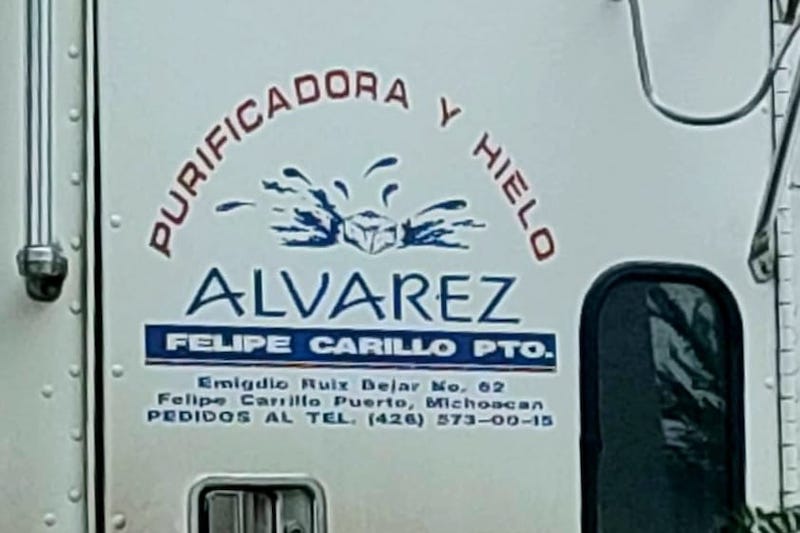 PURIFICADORA Y HIELO
ALVAREZ
FELIPE CARILLO PTO.
Emigdio Ruiz Bejar No. 62
Felipe Carrillo Puerto, Michoacan
PEDIDOS AL TEL. (426) 573-00-15